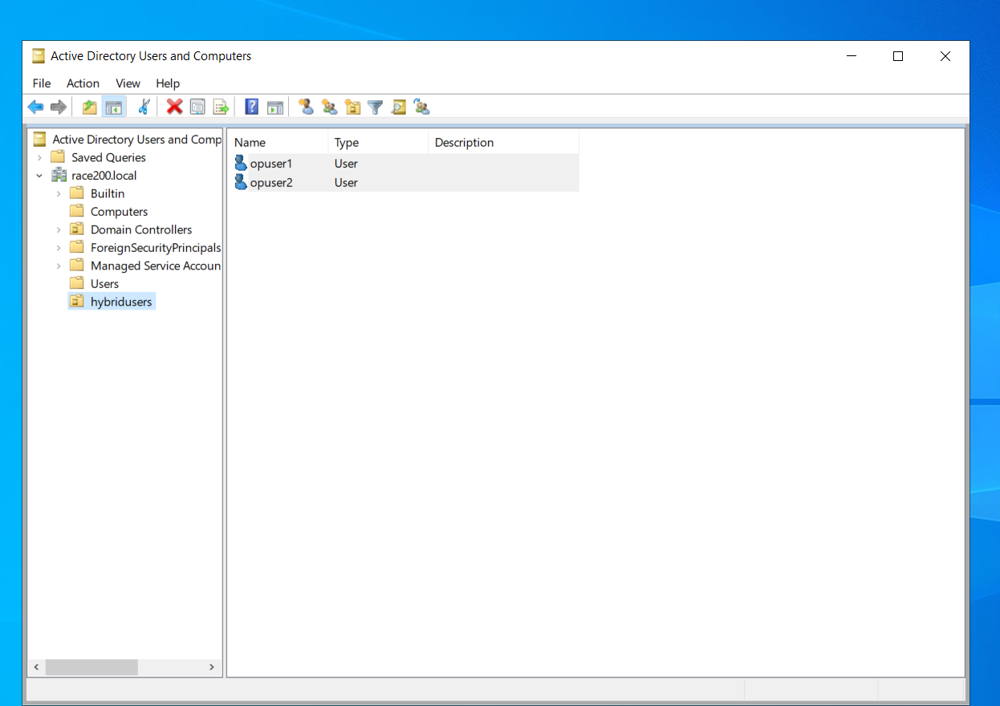 Active Directory Users and Computers
File Action View Help
Active Directory Users and Comp
Saved Queries
race200.local
Builtin
Computers
Domain Controllers
ForeignSecurityPrincipals
Managed Service Accoun
Users
hybridusers
Name Type Description
opuser1 User
opuser2 User